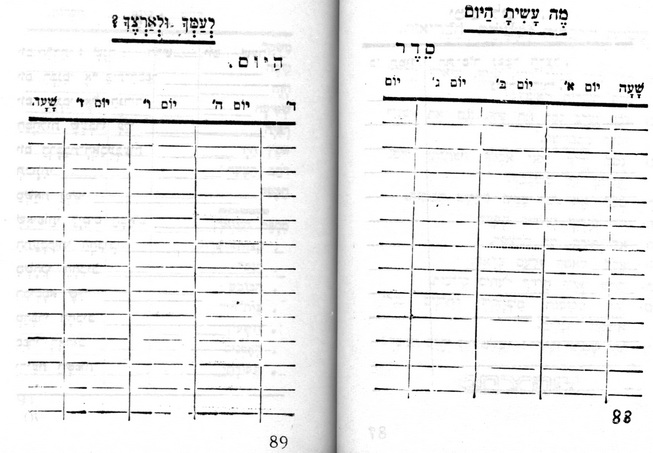 מֶה עָשִׂיתָ הַיּוֹם
סֵדֶר
שָׁעָה יוֹם א׳ יוֹם ב׳ יוֹם ג׳ יוֹם
88
לְעַמְּךָ וּלְאַרְצֶךָ?
הַיּוֹם.
ד׳ יוֹם ה׳ יוֹם ו׳ יוֹם ד׳
89